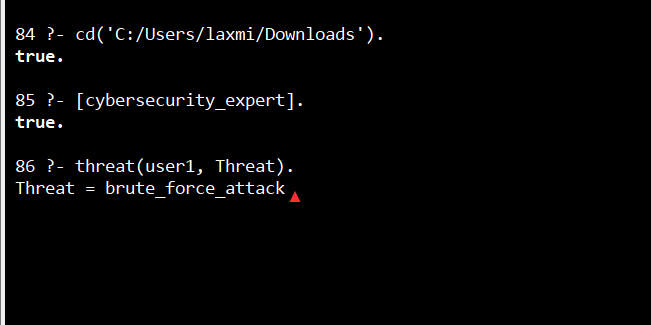 84 ?- cd('C:/Users/laxmi/Downloads').
true.
85 ?- [cybersecurity_expert].
true.
86 ?- threat(user1, Threat).
Threat = brute_force_attack